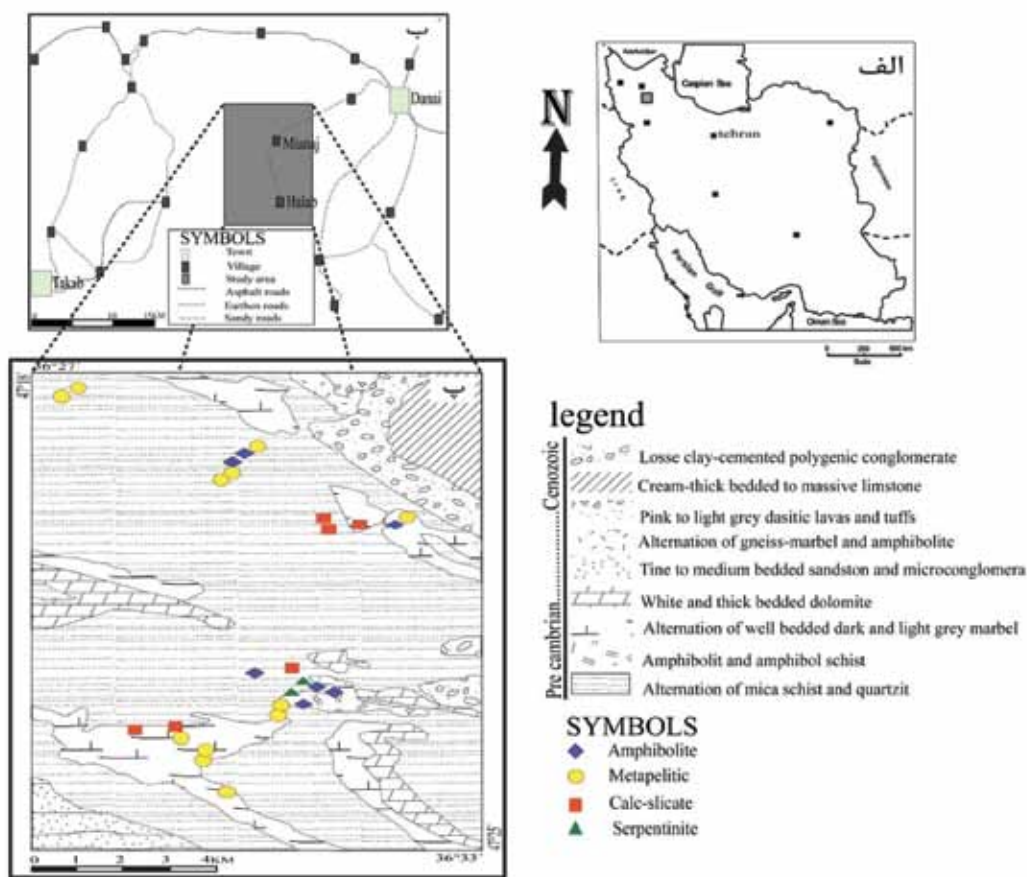 ب
Mianaj
Halab
Takab
SYMBOLS
Town
Village
Study area
Asphalt roads
Earthen roads
Sandy roads
0
N
الف
Azarbaijan
Caspian Sea
tehran
Persian
Gulf
Oman Sea
0
36°27'
36°33'
0 1 2 3 4KM
legend
Cenozoic
Pre cambrian
Losse clay-cemented polygenic conglomerate
Cream-thick bedded to massive limstone
Pink to light grey dasitic lavas and tuffs
Alternation of gneiss-marbel and amphibolite
Tine to medium bedded sandston and microconglomera
White and thick bedded dolomite
Alternation of well bedded dark and light grey marbel
Amphibolit and amphibol schist
Alternation of mica schist and quartzit
SYMBOLS
Amphibolite
Metapelitic
Calc-slicate
Serpentinite